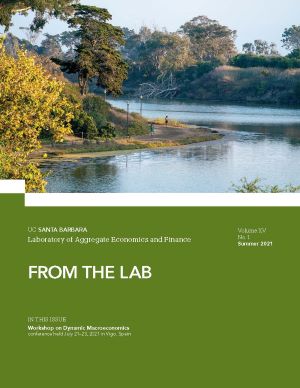 UC SANTA BARBARA
Laboratory of Aggregate Economics and Finance
Volume XV
No. 1
Summer 2021
FROM THE LAB
IN THIS ISSUE
Workshop on Dynamic Macroeconomics
conference held July 21–23, 2021 in Vigo, Spain